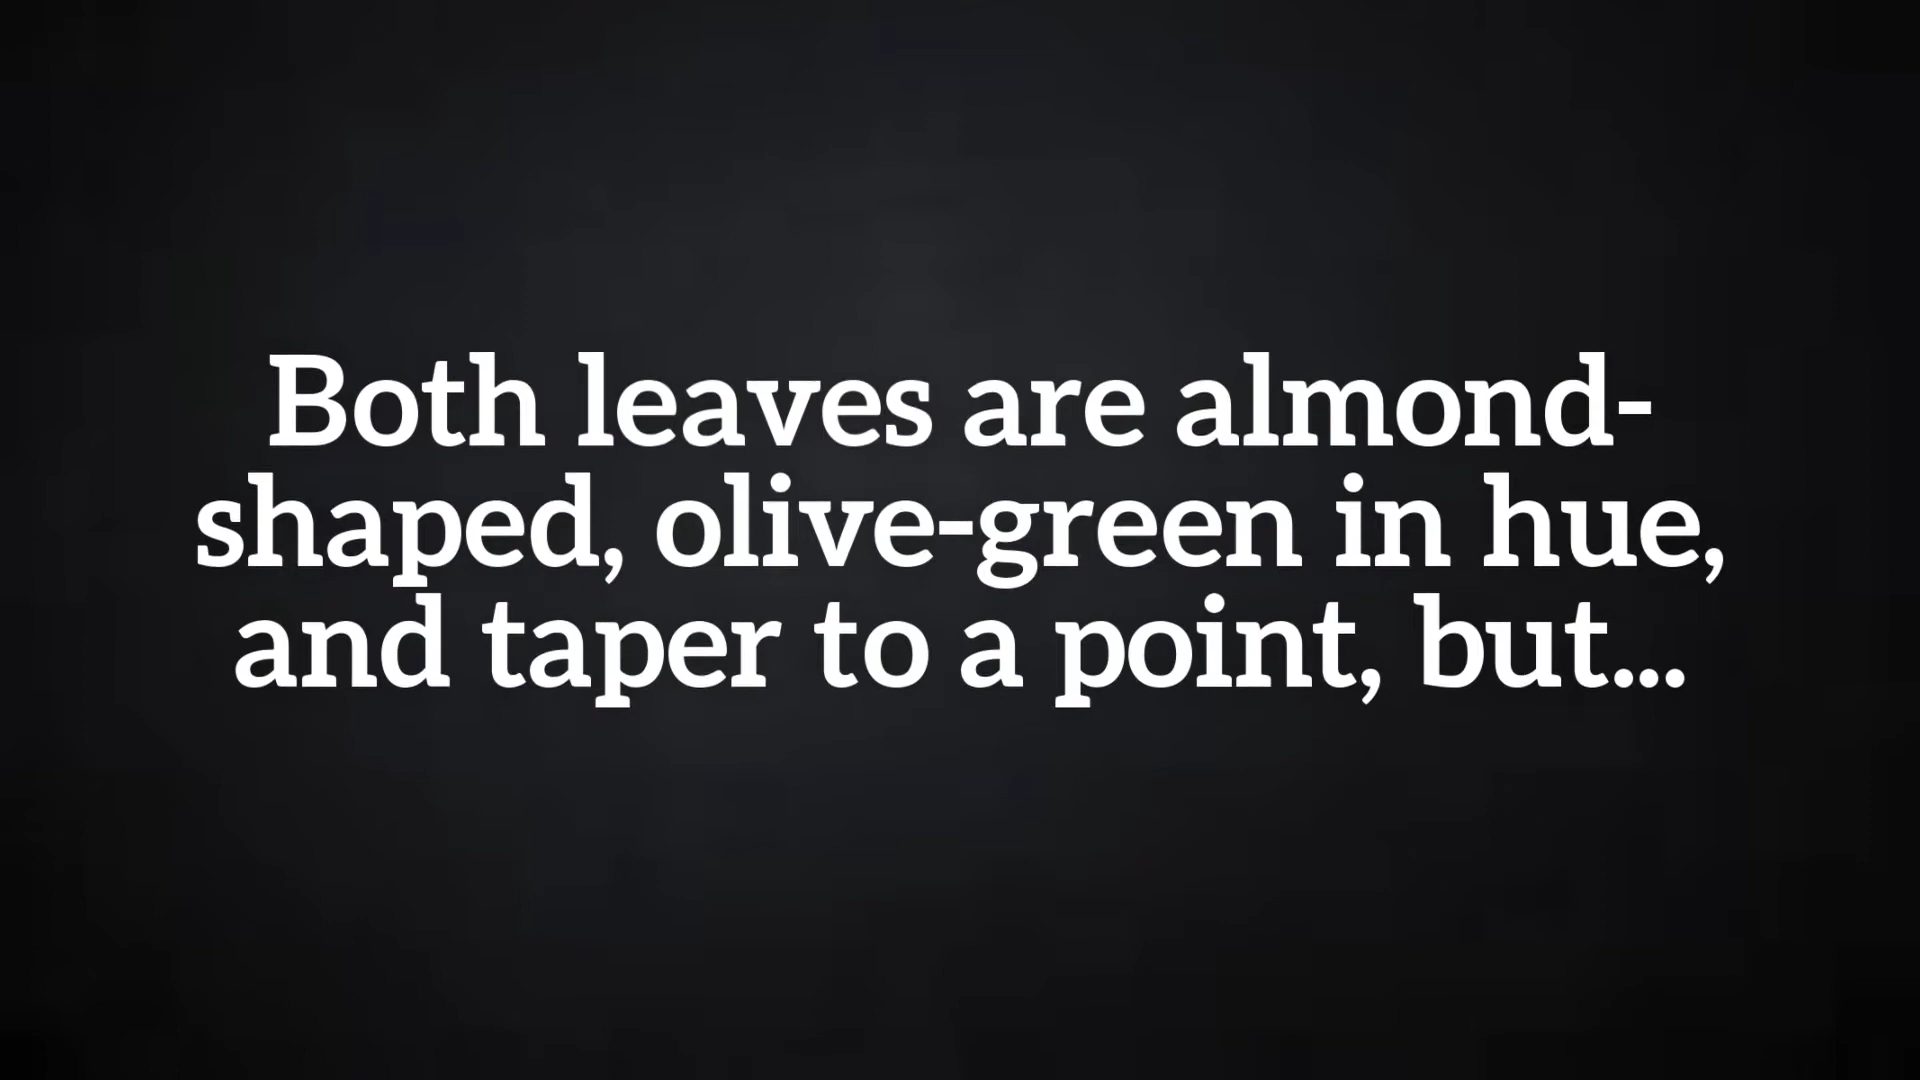 Both leaves are almond-
shaped, olive-green in hue,
and taper to a point, but...